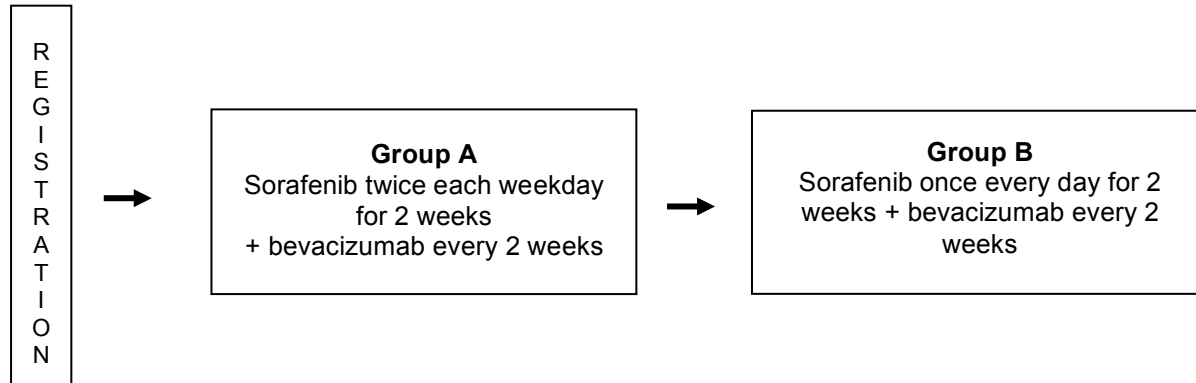 REGISTRATION
Group A
Sorafenib twice each weekday
for 2 weeks
+ bevacizumab every 2 weeks
Group B
Sorafenib once every day for 2
weeks + bevacizumab every 2
weeks